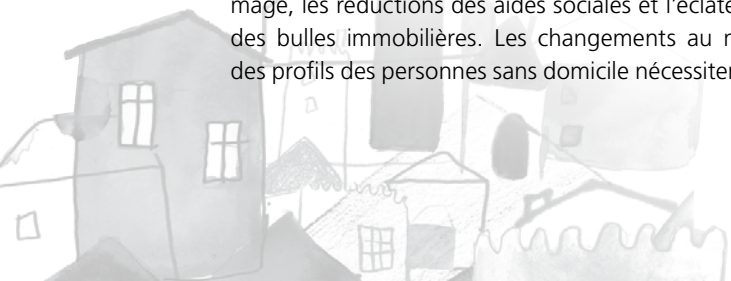 mage, les réductions des aides sociales et l'éclate
des bulles immobilières. Les changements au
des profils des personnes sans domicile nécessiter